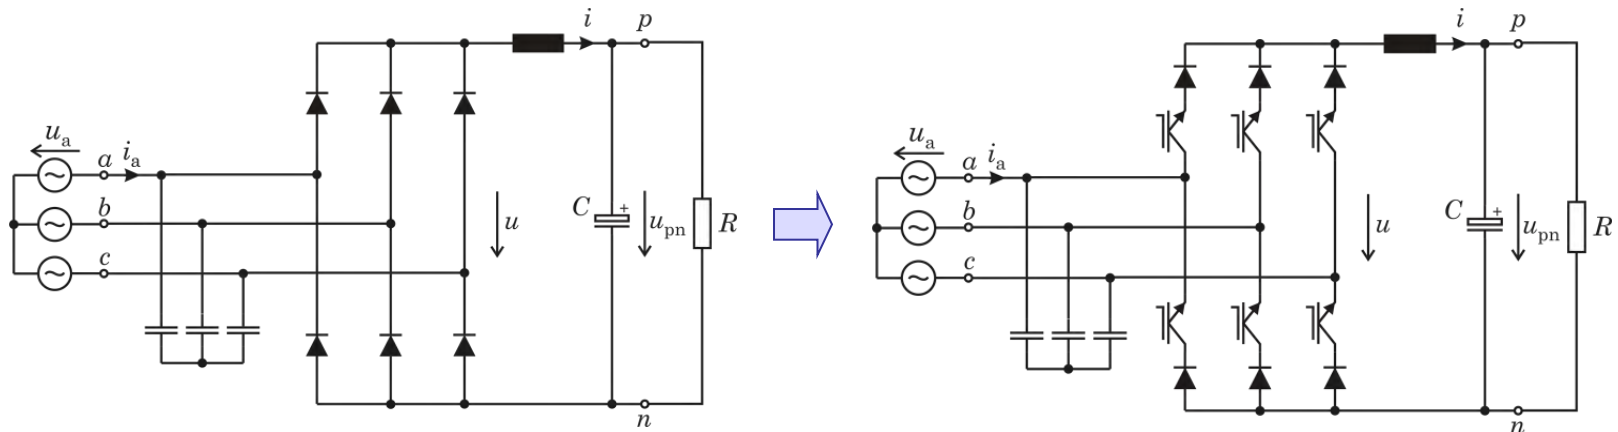 i p
u_a
a i_a
b
c
u
C + u_pn R
n
i p
u_a
a i_a
b
c
u
C + u_pn R
n